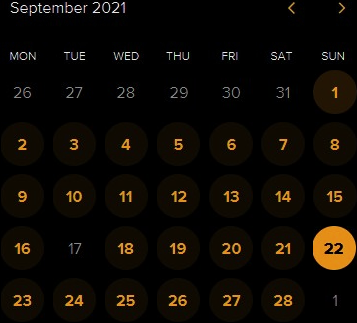 September 2021 < >
MON TUE WED THU FRI SAT SUN
26 27 28 29 30 31 1
2 3 4 5 6 7 8
9 10 11 12 13 14 15
16 17 18 19 20 21 22
23 24 25 26 27 28 1